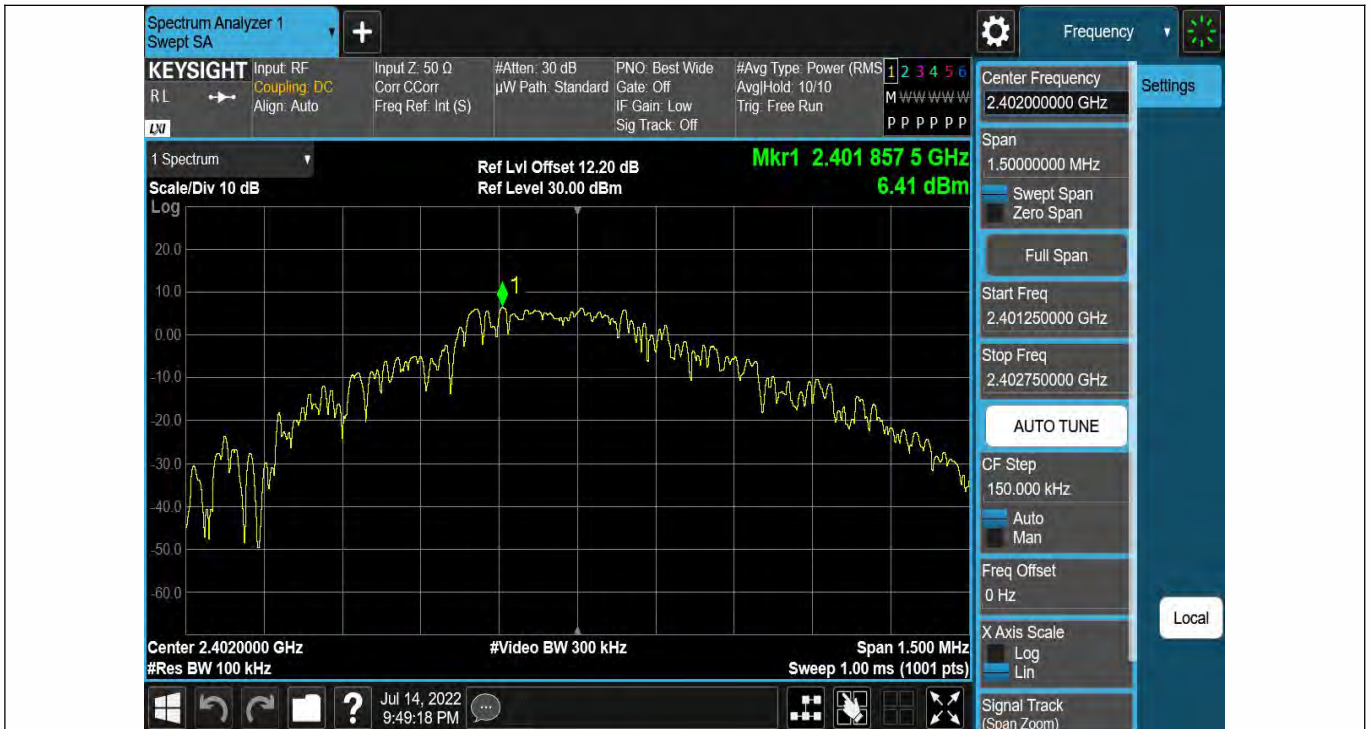 Spectrum Analyzer 1
Swept SA
+
Frequency
KEYSIGHT
R L
LXI
Input: RF
Coupling: DC
Align: Auto
Input Z: 50 Ω
Corr CCorr
Freq Ref: Int (S)
#Atten: 30 dB
µW Path: Standard
PNO: Best Wide
Gate: Off
IF Gain: Low
Sig Track: Off
#Avg Type: Power (RMS
Avg|Hold: 10/10
Trig: Free Run
1 2 3 4 5 6
M W W W W W
P P P P P P
1 Spectrum
Scale/Div 10 dB
Log
Ref Lvl Offset 12.20 dB
Ref Level 30.00 dBm
Mkr1 2.401 857 5 GHz
6.41 dBm
1
20.0
10.0
0.00
-10.0
-20.0
-30.0
-40.0
-50.0
-60.0
Center 2.4020000 GHz
#Res BW 100 kHz
#Video BW 300 kHz
Span 1.500 MHz
Sweep 1.00 ms (1001 pts)
?
Jul 14, 2022
9:49:18 PM
Center Frequency
2.402000000 GHz
Settings
Span
1.50000000 MHz
Swept Span
Zero Span
Full Span
Start Freq
2.401250000 GHz
Stop Freq
2.402750000 GHz
AUTO TUNE
CF Step
150.000 kHz
Auto
Man
Freq Offset
0 Hz
Local
X Axis Scale
Log
Lin
Signal Track
(Span Zoom)